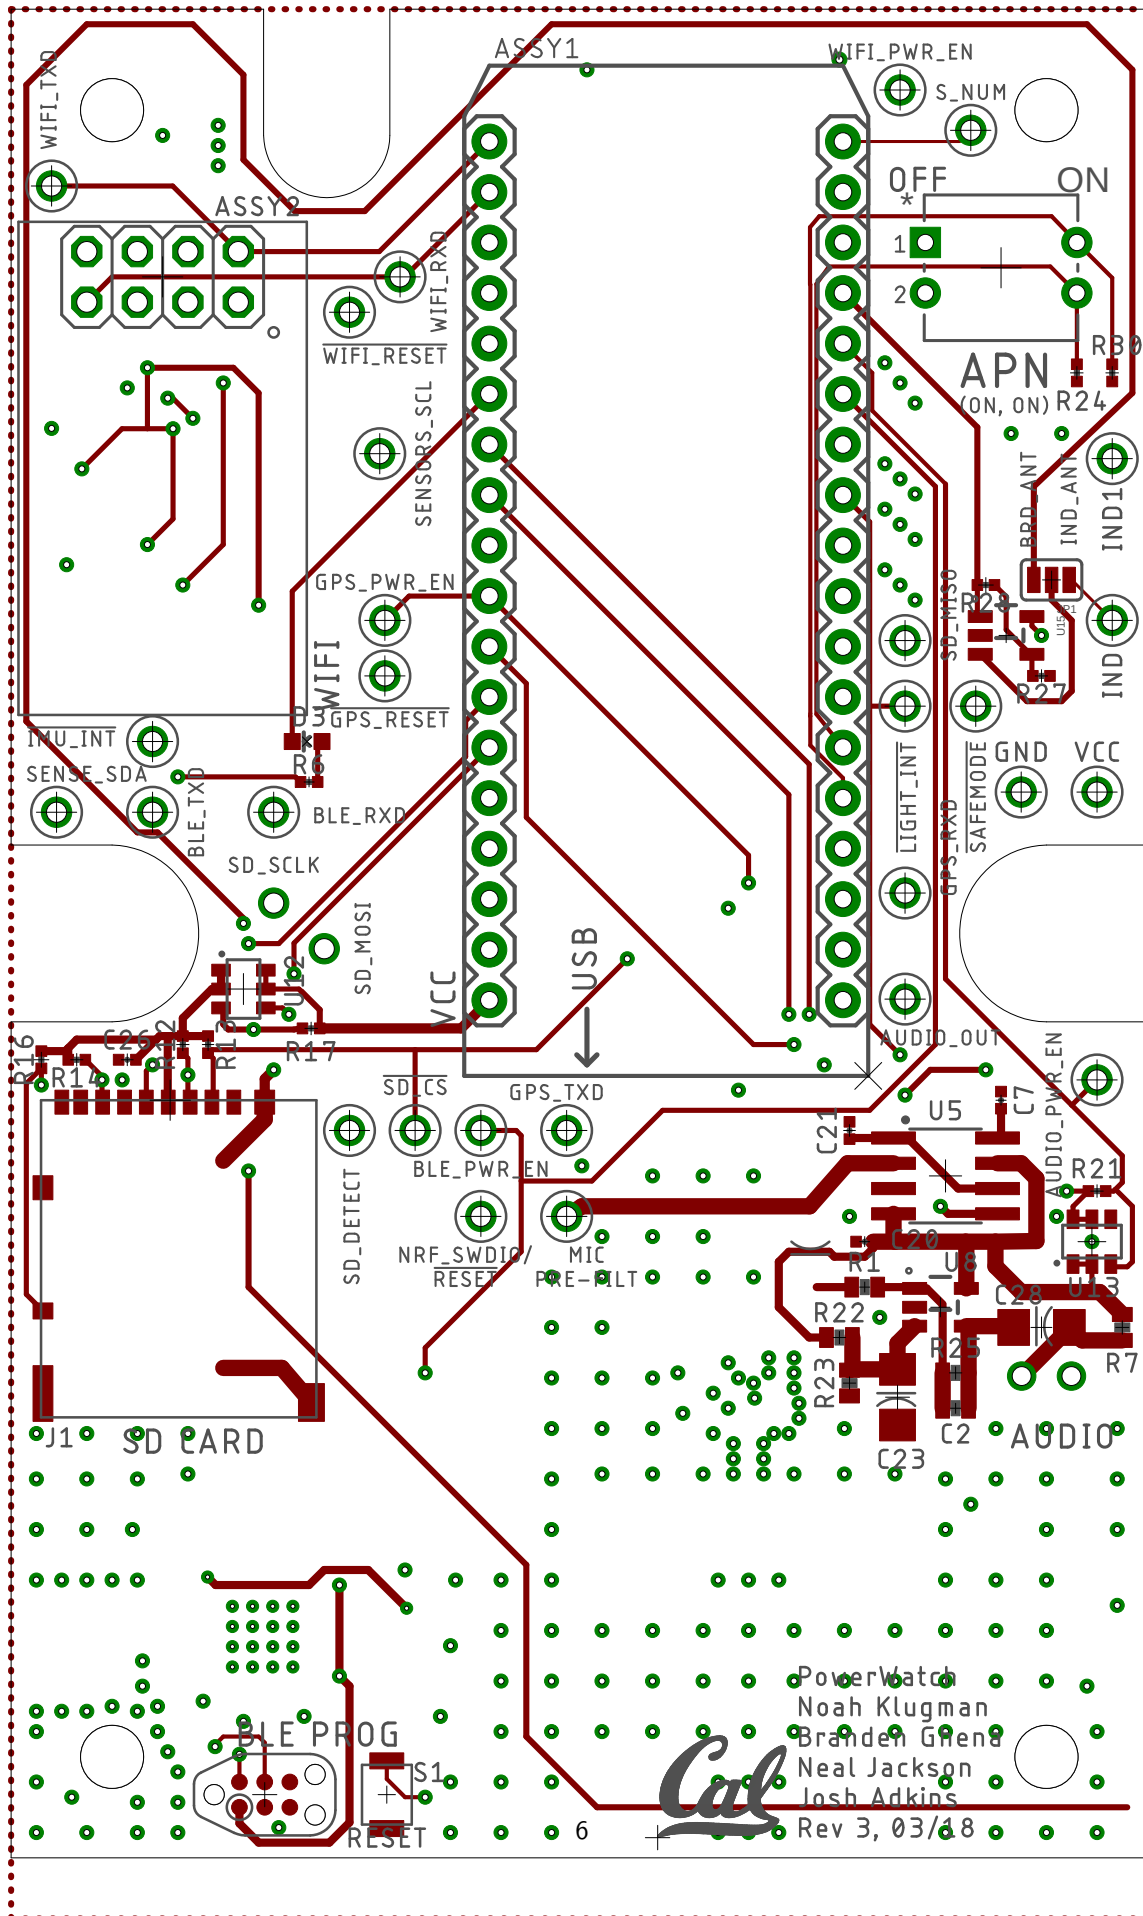 ASSY1
WIFI_PWR_EN
WIFI_TXD
S_NUM
OFF
ON
*
ASSY2
1
2
WIFI_RXD
WIFI_RESET
R30
APN
(ON, ON)
R24
SENSORS_SCL
BRD_ANT
IND_ANT
IND1
GPS_PWR_EN
SD_MISO
R28
WIFI
R27
IND
GPS_RESET
D3
IMU_INT
R6
SENSE_SDA
BLE_TXD
BLE_RXD
GND
VCC
LIGHT_INT
GPS_RXD
SAFEMODE
SD_SCLK
SD_MOSI
U12
VCC
USB
AUDIO_OUT
R16
C26
R12
R13
R14
R17
SD_CS
GPS_TXD
AUDIO_PWR_EN
C7
U5
C21
BLE_PWR_EN
R21
SD_DETECT
NRF_SWDIO/
RESET
MIC
PRE-FILT
C20
R1
U8
U13
C28
R22
R25
R7
R23
C2
C23
AUDIO
J1
SD CARD
PowerWatch
Noah Klugman
Branden Ghena
Neal Jackson
Josh Adkins
Rev 3, 03/18
BLE PROG
S1
RESET
6
Cal